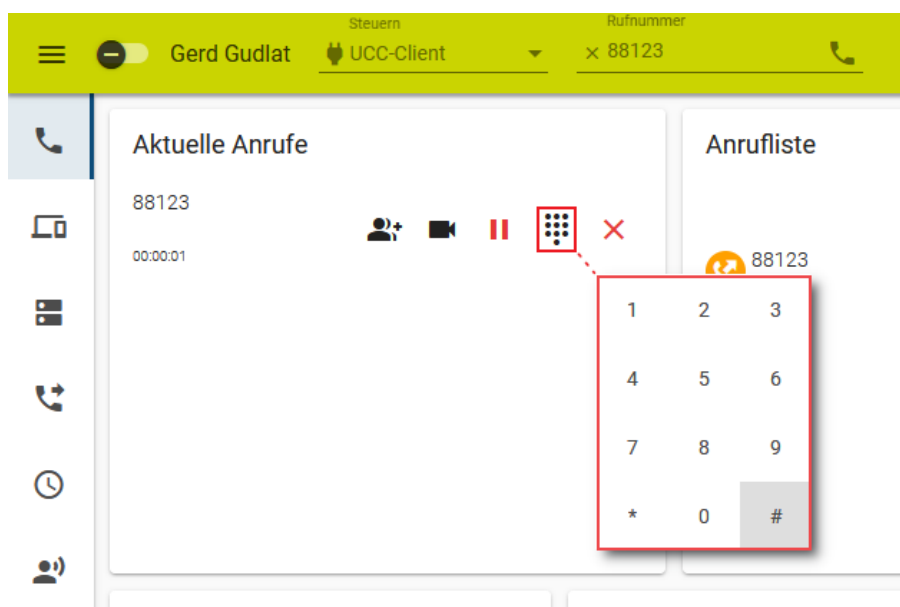 Steuern
Rufnummer
Gerd Gudlat
UCC-Client
88123
Aktuelle Anrufe
88123
00:00:01
Anrufliste
88123
1 2 3
4 5 6
7 8 9
* 0 #